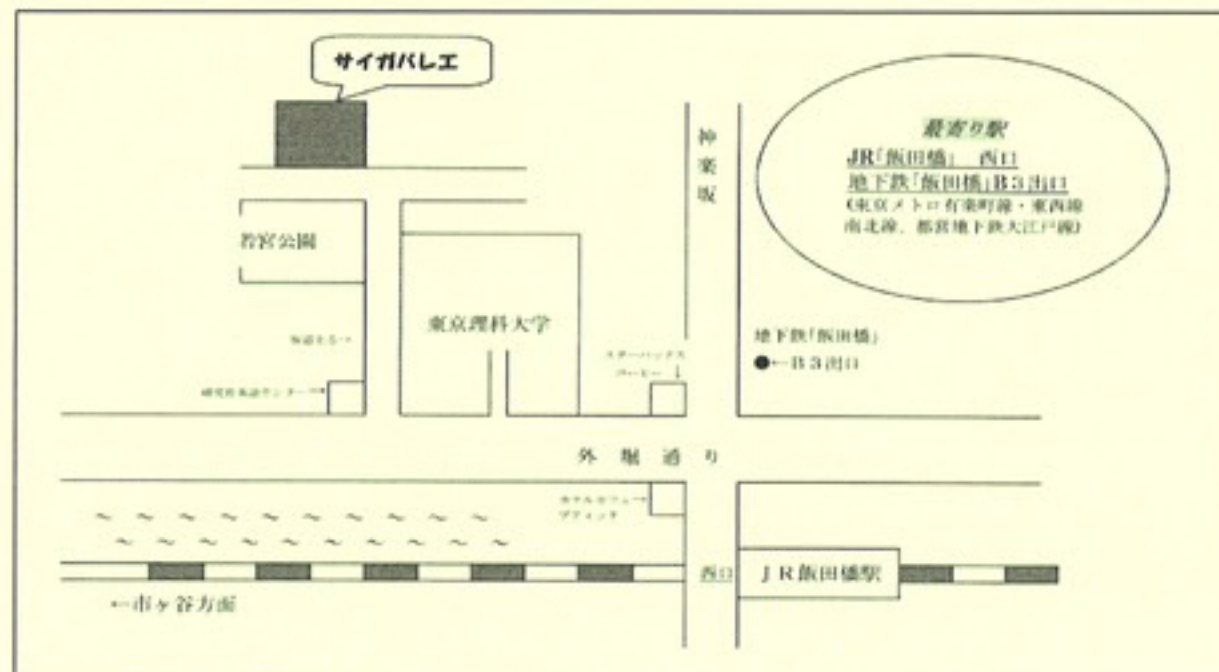 サイガバレエ
神楽坂
最寄り駅
JR「飯田橋」 西口
地下鉄「飯田橋」B3出口
(東京メトロ有楽町線・東西線
南北線、都営地下鉄大江戸線)
若宮公園
東京理科大学
スターバックス
コーヒー ↓
地下鉄「飯田橋」
●←B3出口
外堀通り
西口
JR飯田橋駅
←市ヶ谷方面